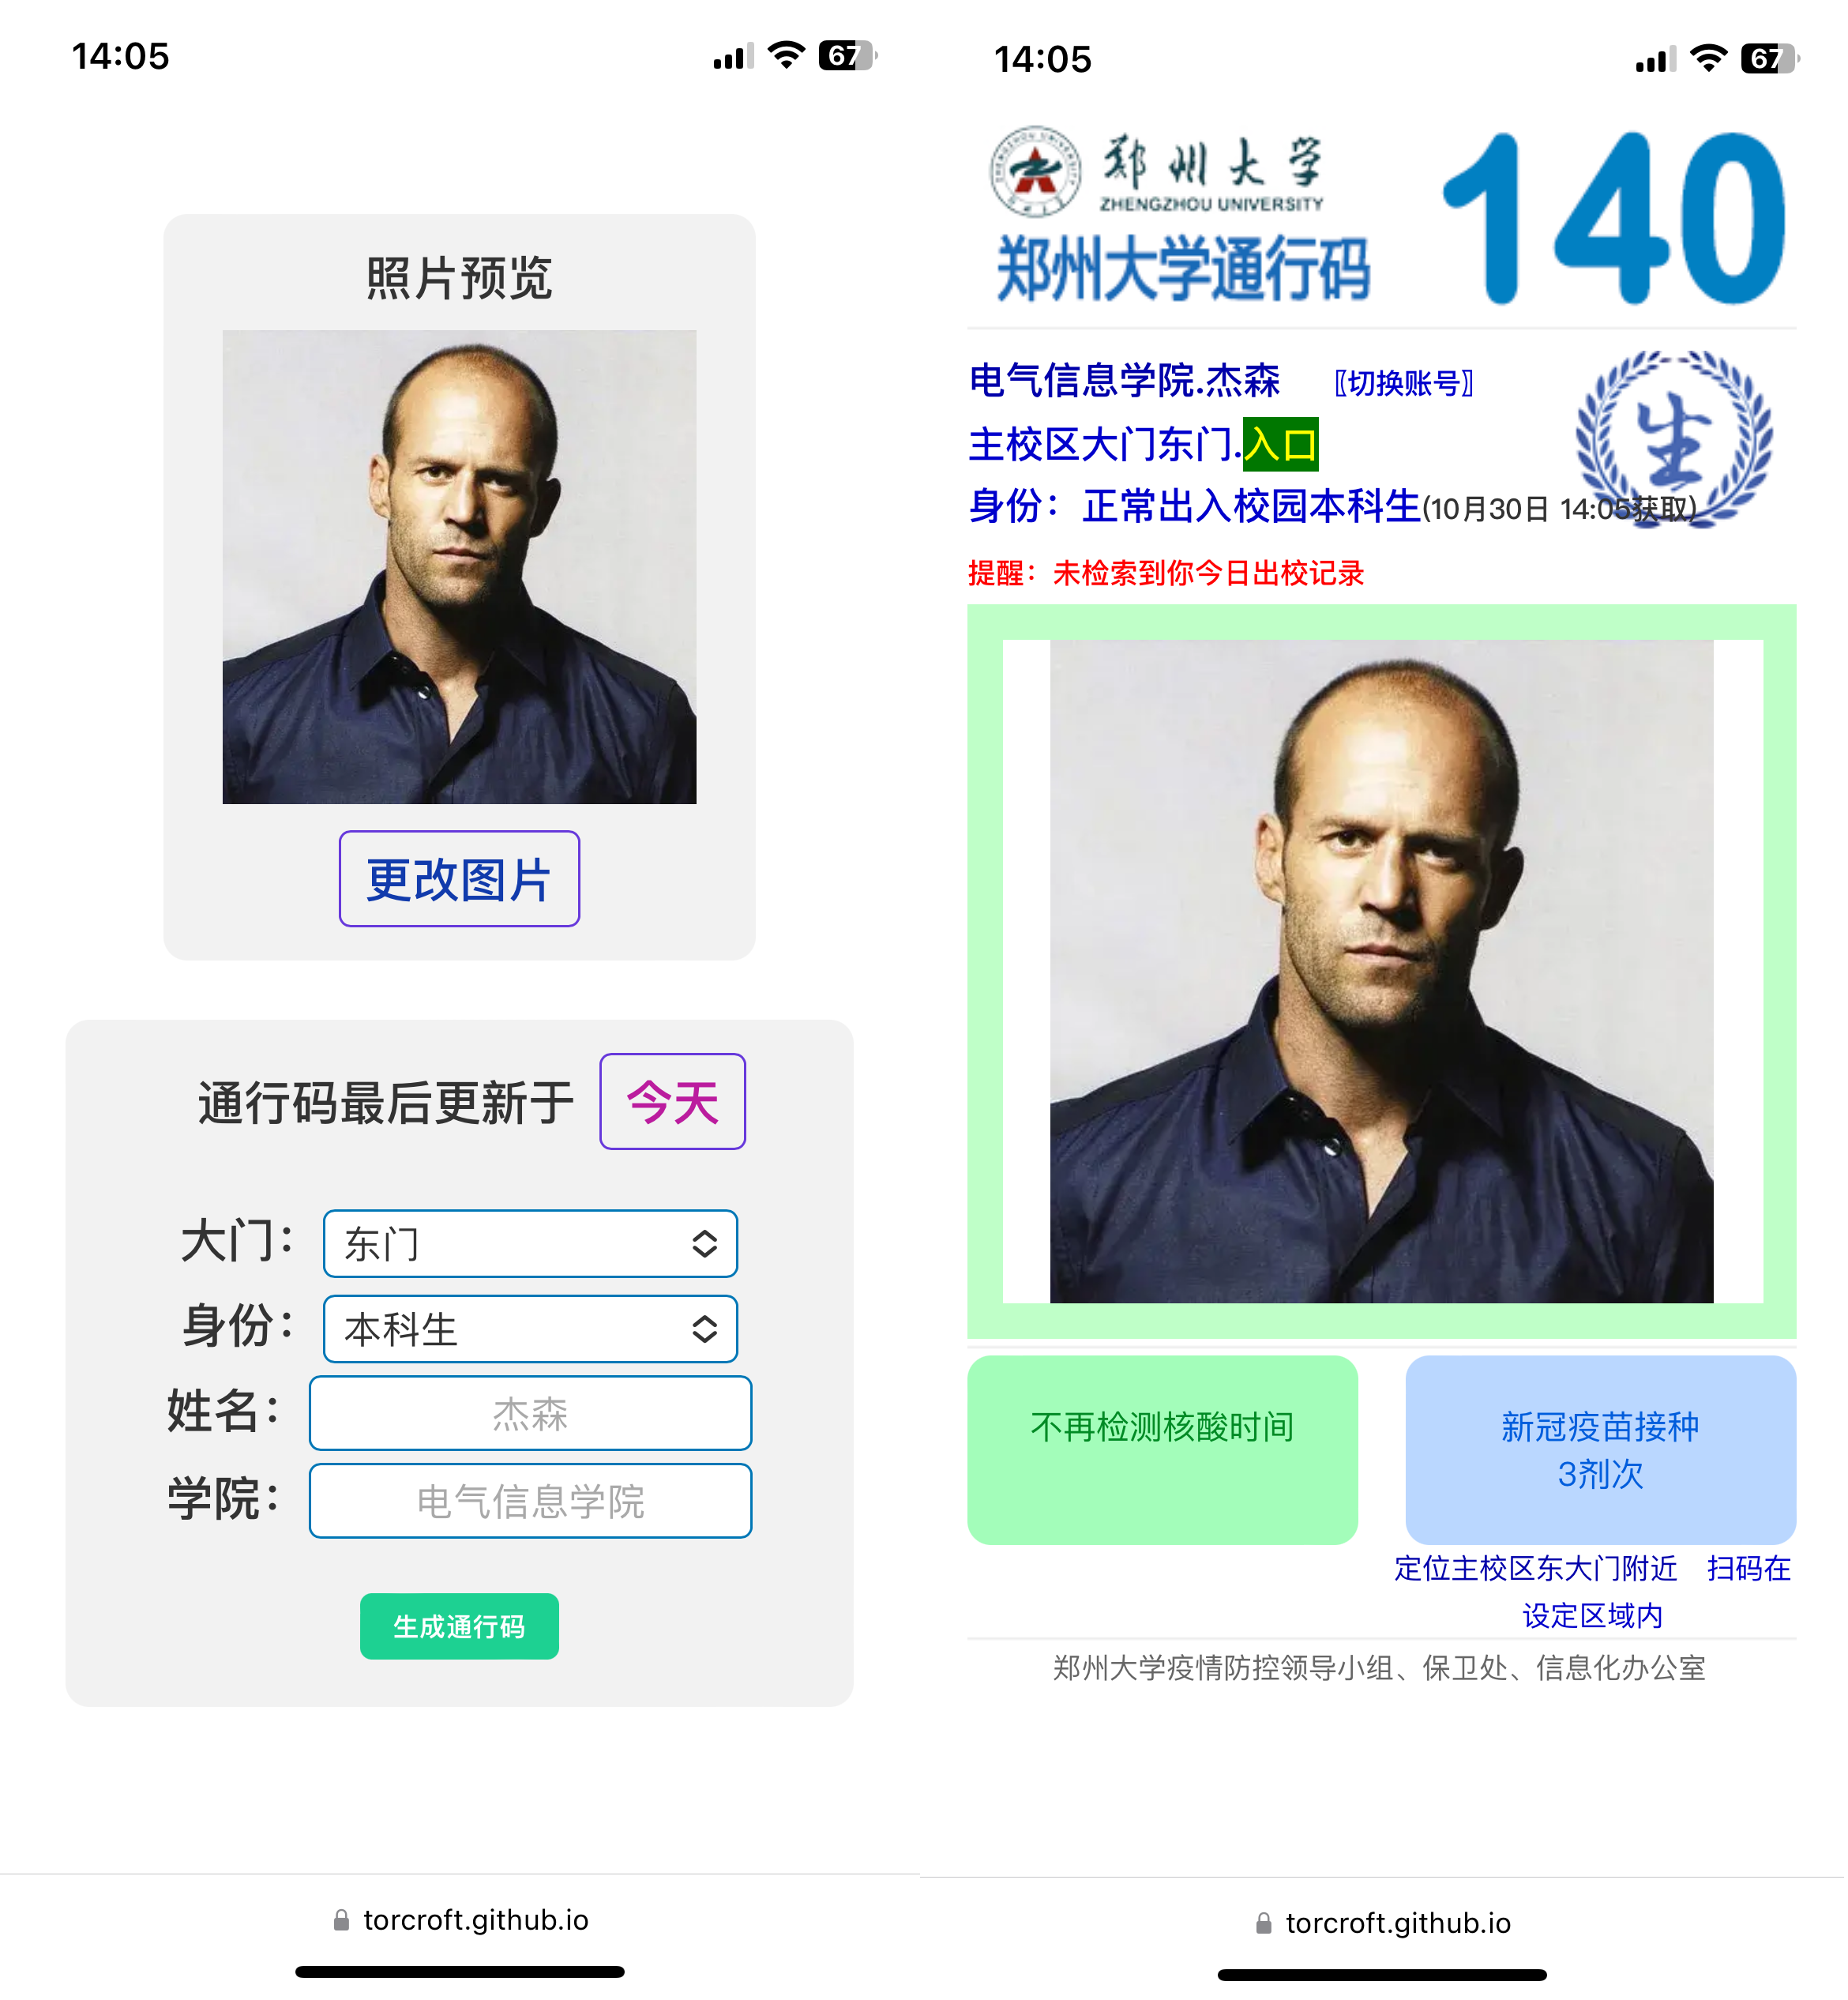 14:05
67
照片预览
更改图片
通行码最后更新于 今天
大门： 东门
身份： 本科生
姓名： 杰森
学院： 电气信息学院
生成通行码
torcroft.github.io
14:05
67
郑州大学
ZHENGZHOU UNIVERSITY
郑州大学通行码
140
电气信息学院.杰森 〖切换账号〗
主校区大门东门.入口
生
身份：正常出入校园本科生(10月30日 14:05获取)
提醒：未检索到你今日出校记录
不再检测核酸时间
新冠疫苗接种
3剂次
定位主校区东大门附近 扫码在
设定区域内
郑州大学疫情防控领导小组、保卫处、信息化办公室
torcroft.github.io